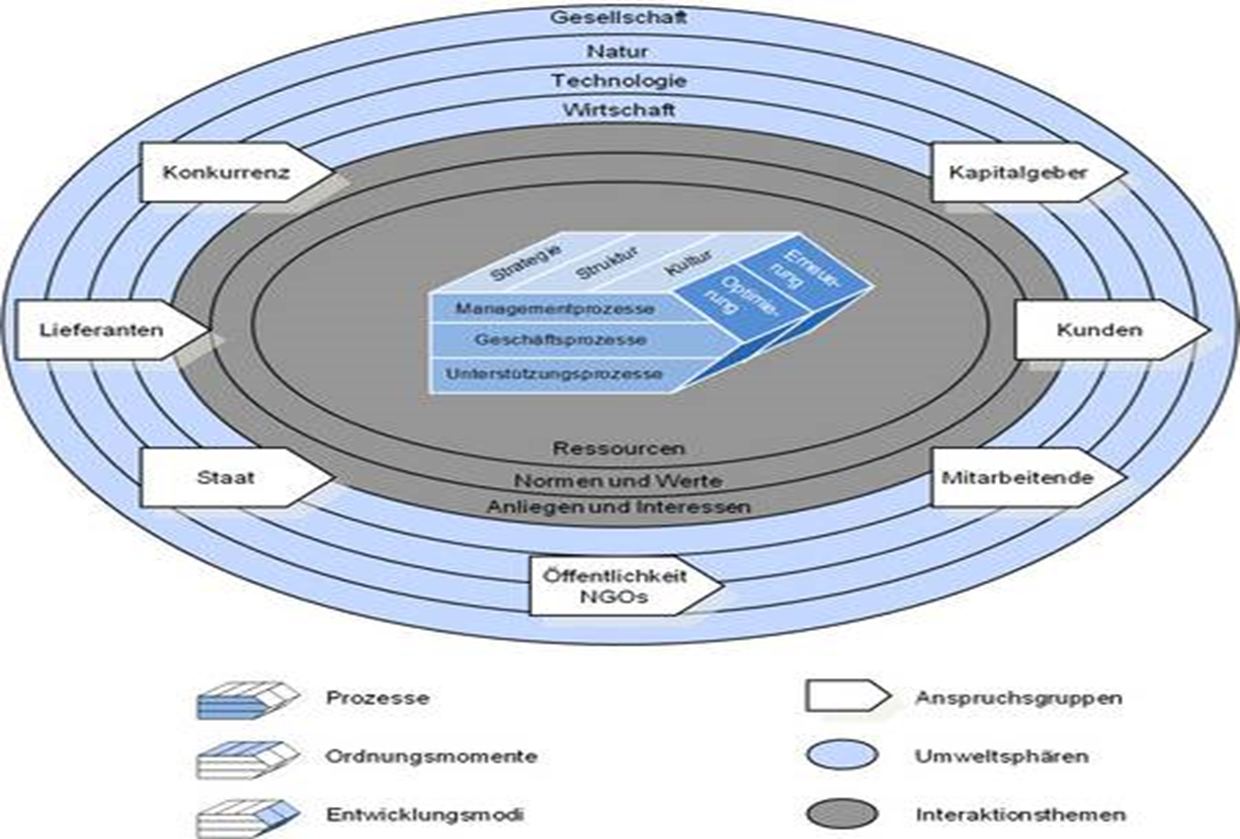 Gesellschaft
Natur
Technologie
Wirtschaft
Konkurrenz
Kapitalgeber
Strategie
Struktur
Kultur
Erneue-
rung
Optimie-
rung
Managementprozesse
Geschäftsprozesse
Unterstützungsprozesse
Lieferanten
Kunden
Ressourcen
Normen und Werte
Anliegen und Interessen
Staat
Mitarbeitende
Öffentlichkeit
NGOs
Prozesse
Ordnungsmomente
Entwicklungsmodi
Anspruchsgruppen
Umweltsphären
Interaktionsthemen